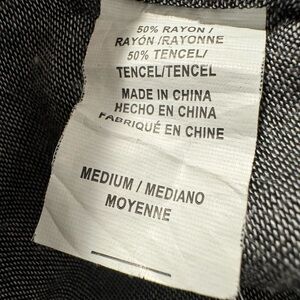 50% RAYON /
RAYÓN /RAYONNE
50% TENCEL/
TENCEL/TENCEL
MADE IN CHINA
HECHO EN CHINA
FABRIQUÉ EN CHINE
MEDIUM / MEDIANO
MOYENNE